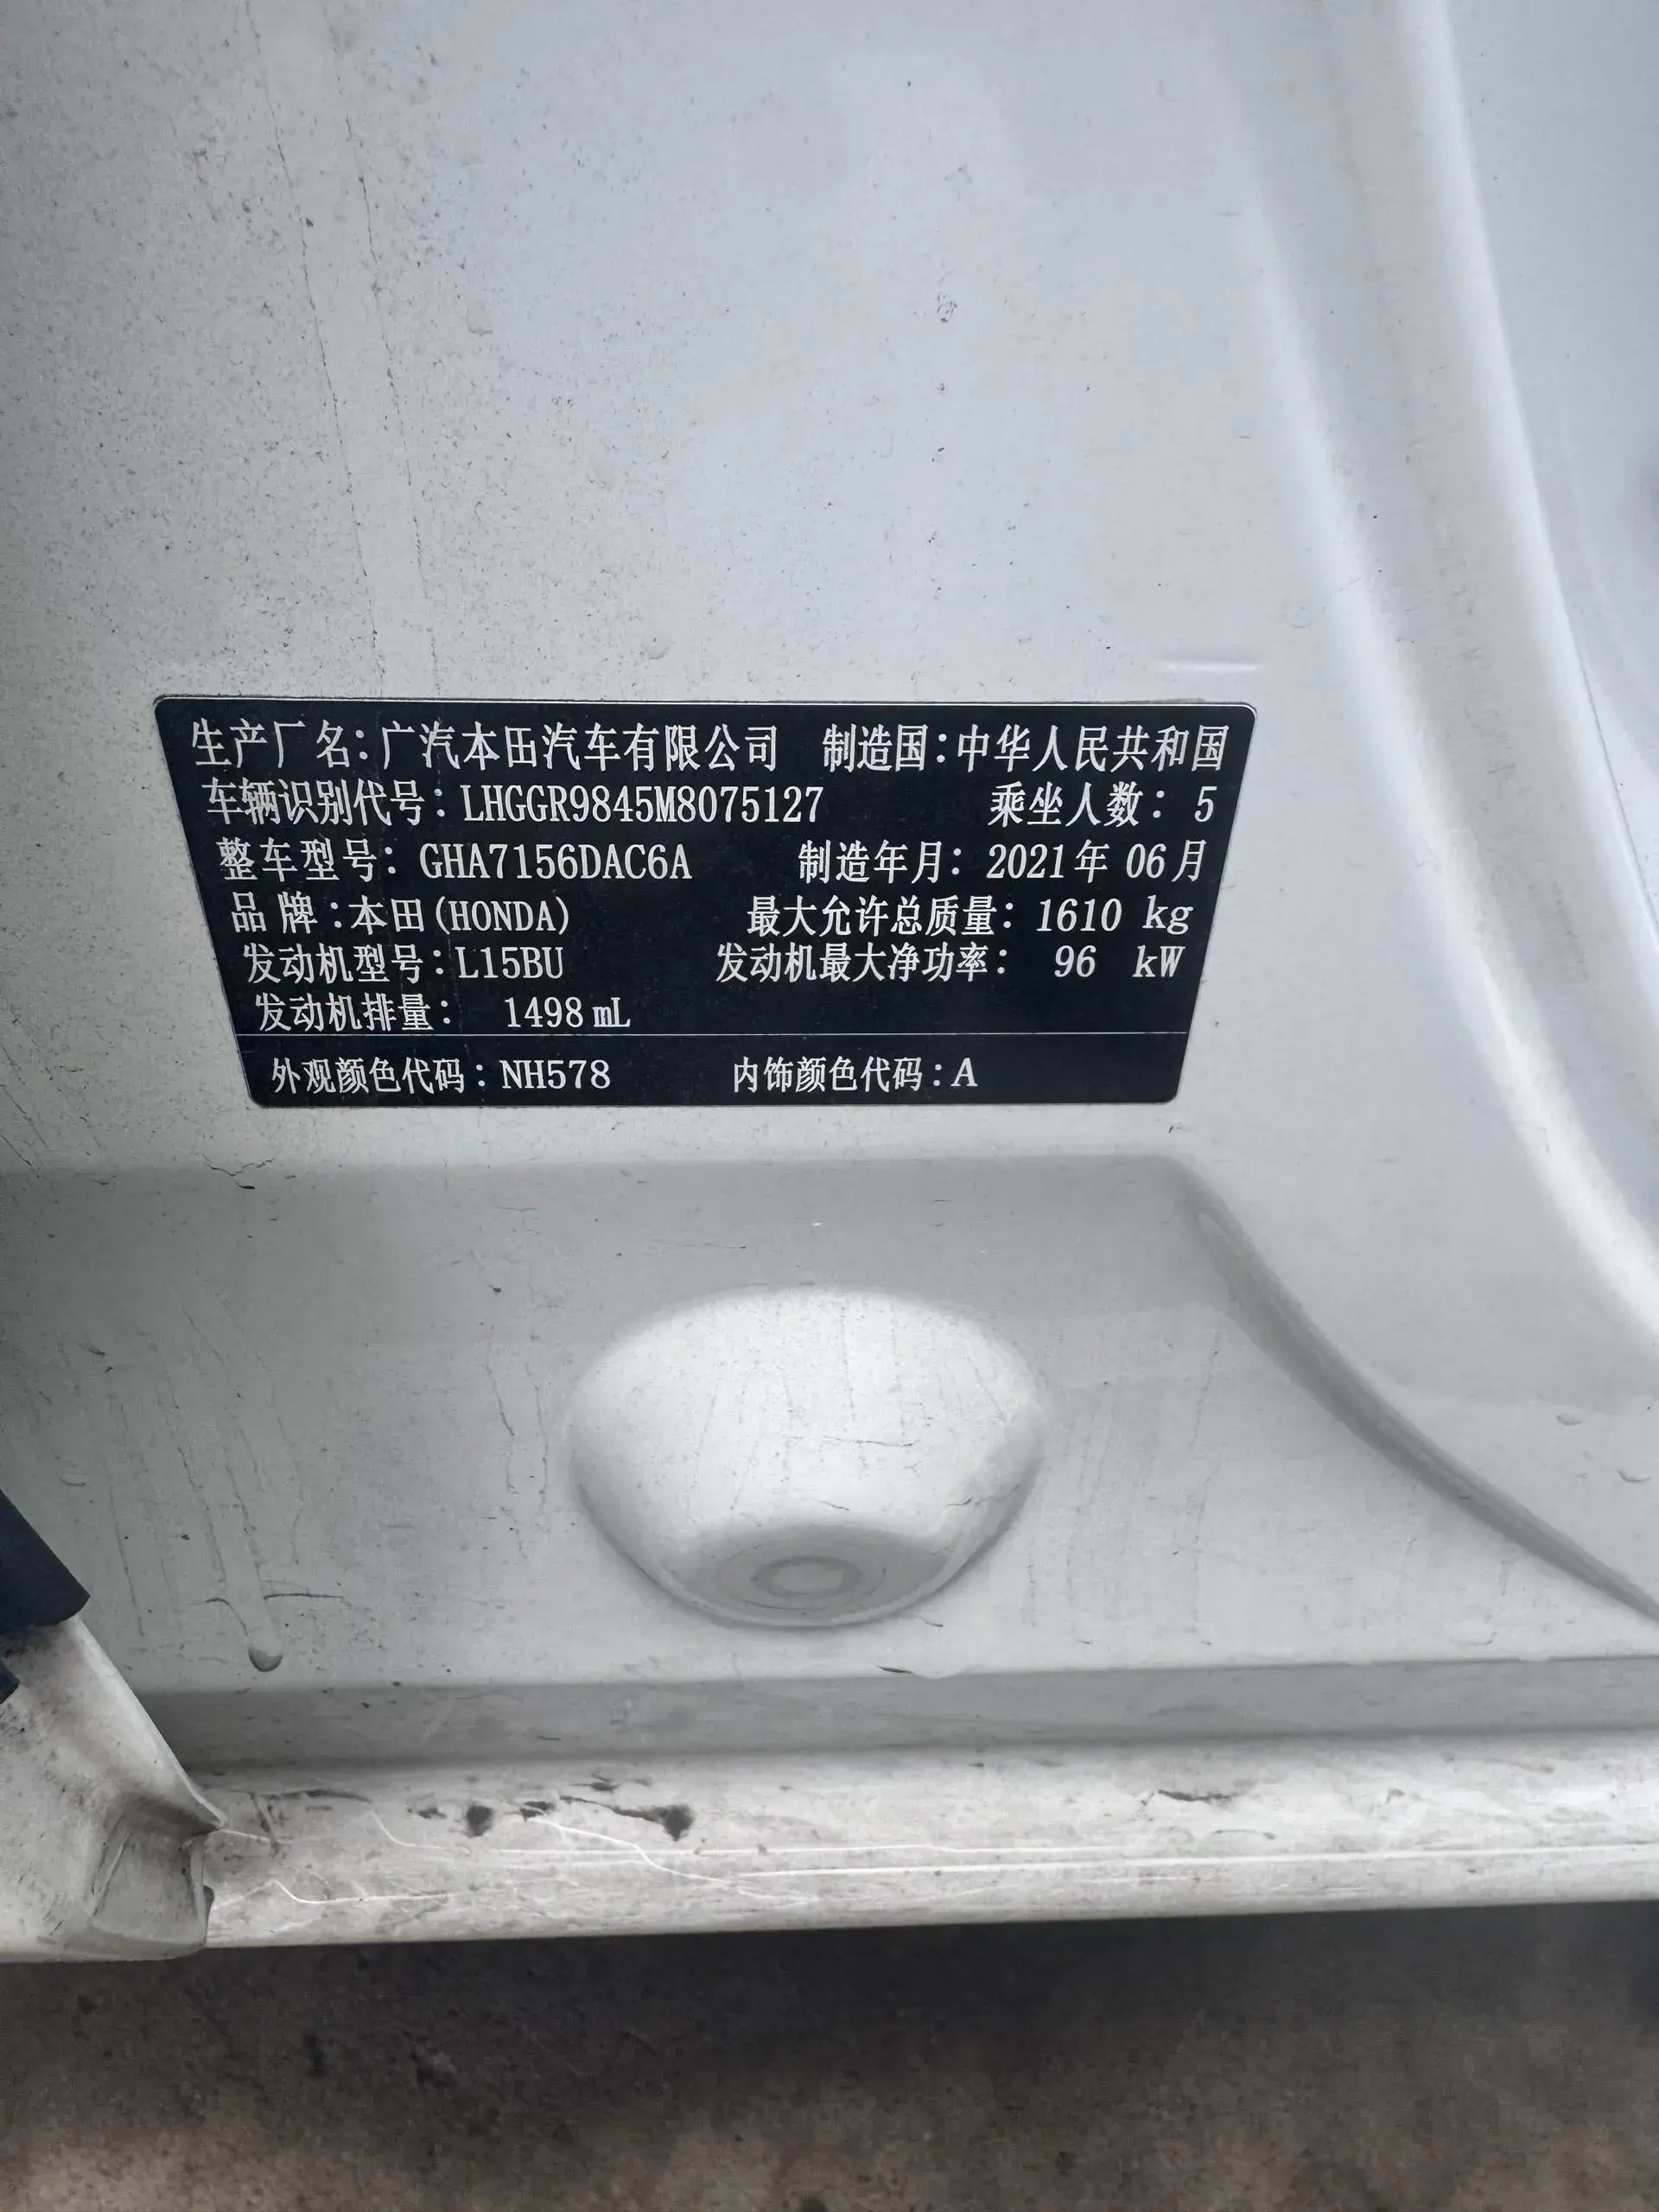 生产厂名：广汽本田汽车有限公司 制造国：中华人民共和国
车辆识别代号：LHGGR9845M8075127 乘坐人数：5
整车型号：GHA7156DAC6A 制造年月：2021年06月
品牌：本田(HONDA) 最大允许总质量：1610 kg
发动机型号：L15BU 发动机最大净功率：96 kW
发动机排量：1498 mL
外观颜色代码：NH578 内饰颜色代码：A